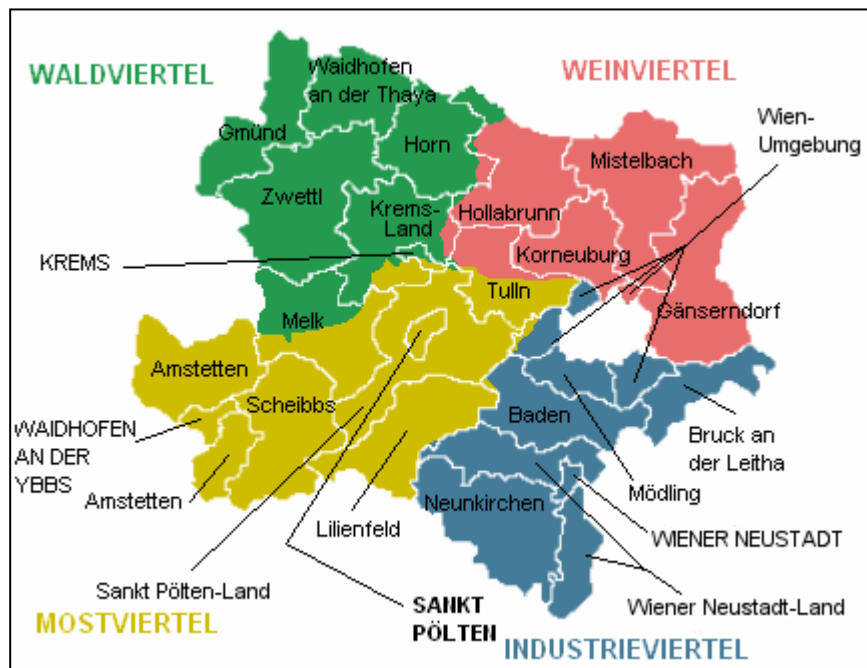 WALDVIERTEL
Waidhofen
an der Thaya
WEINVIERTEL
Wien-
Umgebung
Gmünd
Horn
Mistelbach
Zwettl
Krems-
Land
Hollabrunn
KREMS
Korneuburg
Tulln
Gänserndorf
Melk
Amstetten
Scheibbs
Baden
WAIDHOFEN
AN DER
YBBS
Bruck an
der Leitha
Amstetten
Mödling
Neunkirchen
Lilienfeld
WIENER NEUSTADT
Sankt Pölten-Land
SANKT
PÖLTEN
Wiener Neustadt-Land
MOSTVIERTEL
INDUSTRIEVIERTEL